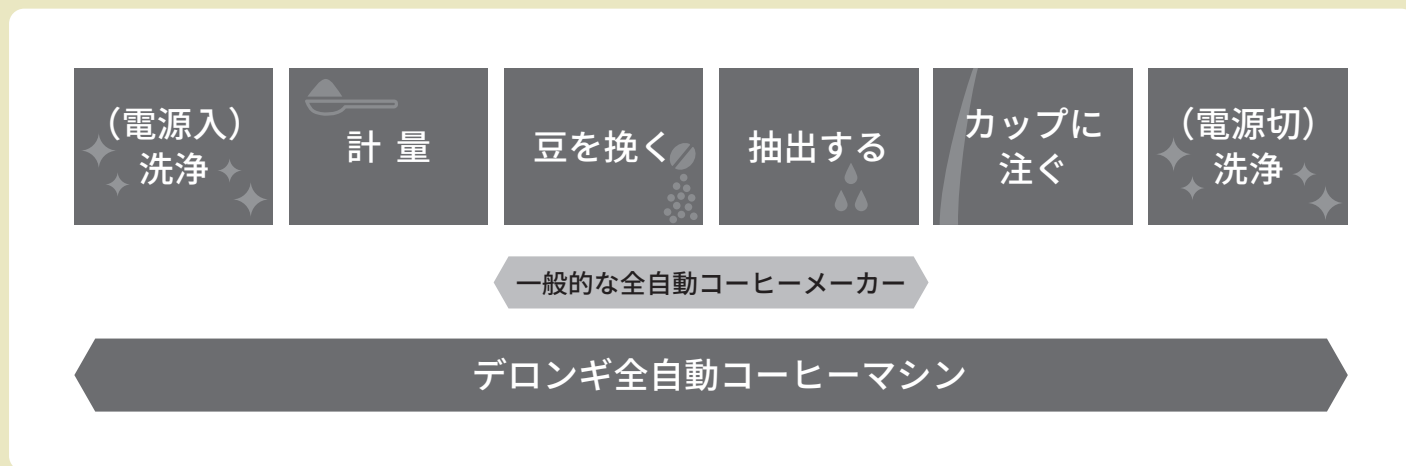 （電源入）
洗浄
計 量
豆を挽く
抽出する
カップに
注ぐ
（電源切）
洗浄
一般的な全自動コーヒーメーカー
デロンギ全自動コーヒーマシン